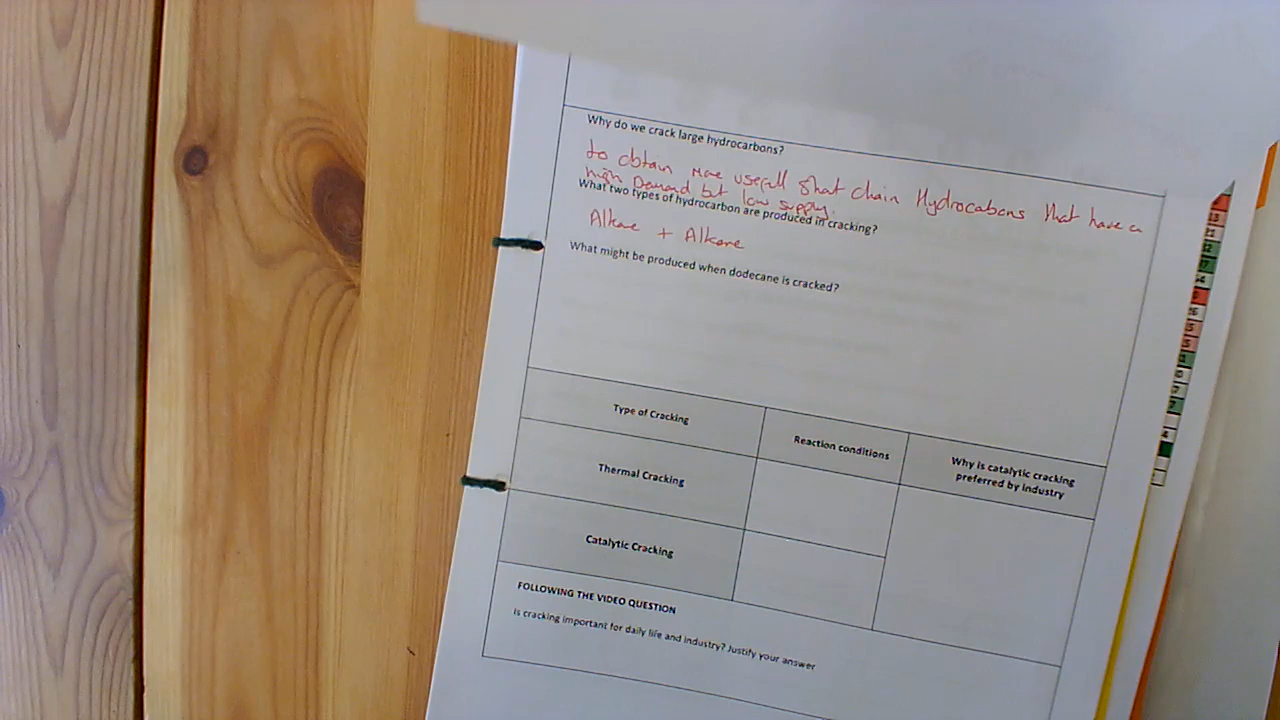 Why do we crack large hydrocarbons?
to obtain more usefull shat chain Hydrocabons that have a
high Demand but low supply.
What two types of hydrocarbon are produced in cracking?
Alkene + Alkane
What might be produced when dodecane is cracked?
Type of Cracking
Reaction conditions
Why is catalytic cracking
preferred by industry
Thermal Cracking
Catalytic Cracking
FOLLOWING THE VIDEO QUESTION
Is cracking important for daily life and industry? Justify your answer